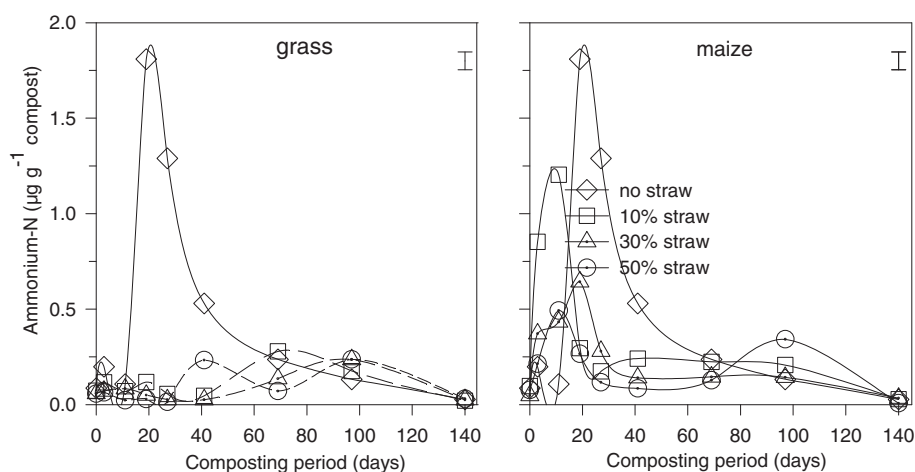 grass
maize
Ammonium-N (µg g-1 compost)
2.0
1.5
1.0
0.5
0.0
no straw
10% straw
30% straw
50% straw
0 20 40 60 80 100 120 140
0 20 40 60 80 100 120 140
Composting period (days)
Composting period (days)